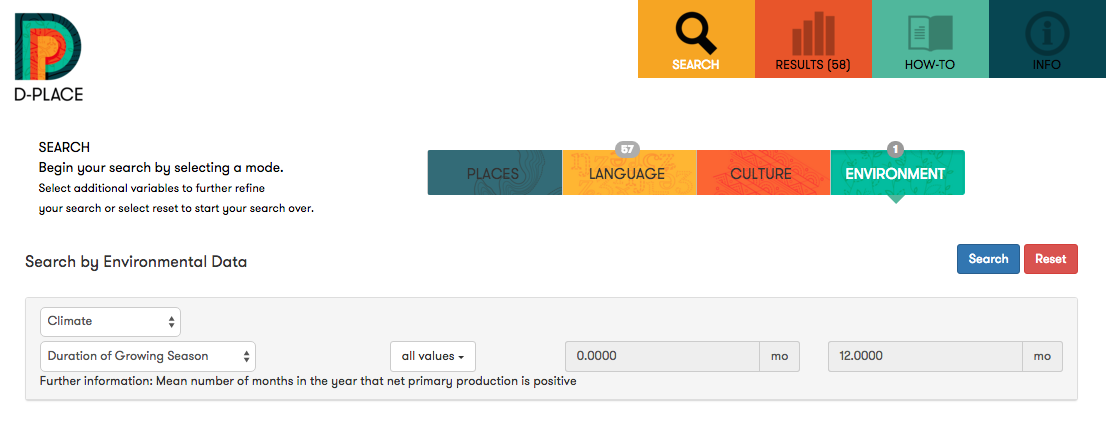 D-PLACE
SEARCH
RESULTS (58)
HOW-TO
INFO
SEARCH
Begin your search by selecting a mode.
Select additional variables to further refine
your search or select reset to start your search over.
57
1
PLACES
LANGUAGE
CULTURE
ENVIRONMENT
Search by Environmental Data
Search
Reset
Climate
Duration of Growing Season
all values
0.0000
mo
12.0000
mo
Further information: Mean number of months in the year that net primary production is positive